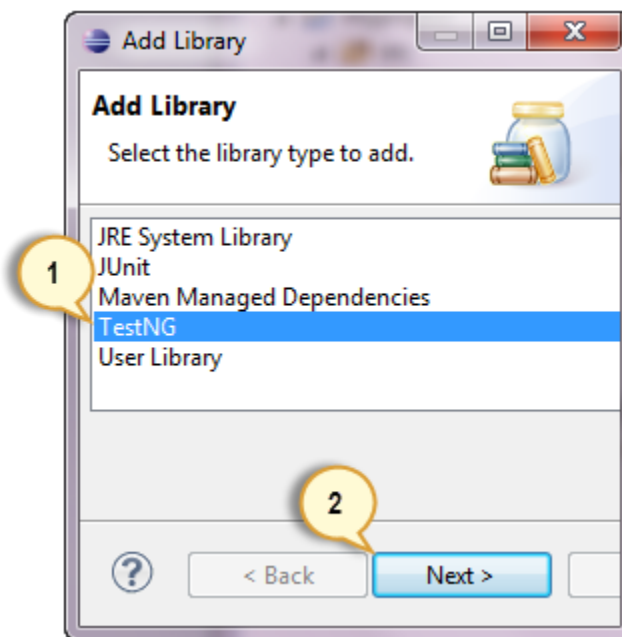 Add Library
Add Library
Select the library type to add.
JRE System Library
1
JUnit
Maven Managed Dependencies
TestNG
User Library
2
?
< Back
Next >